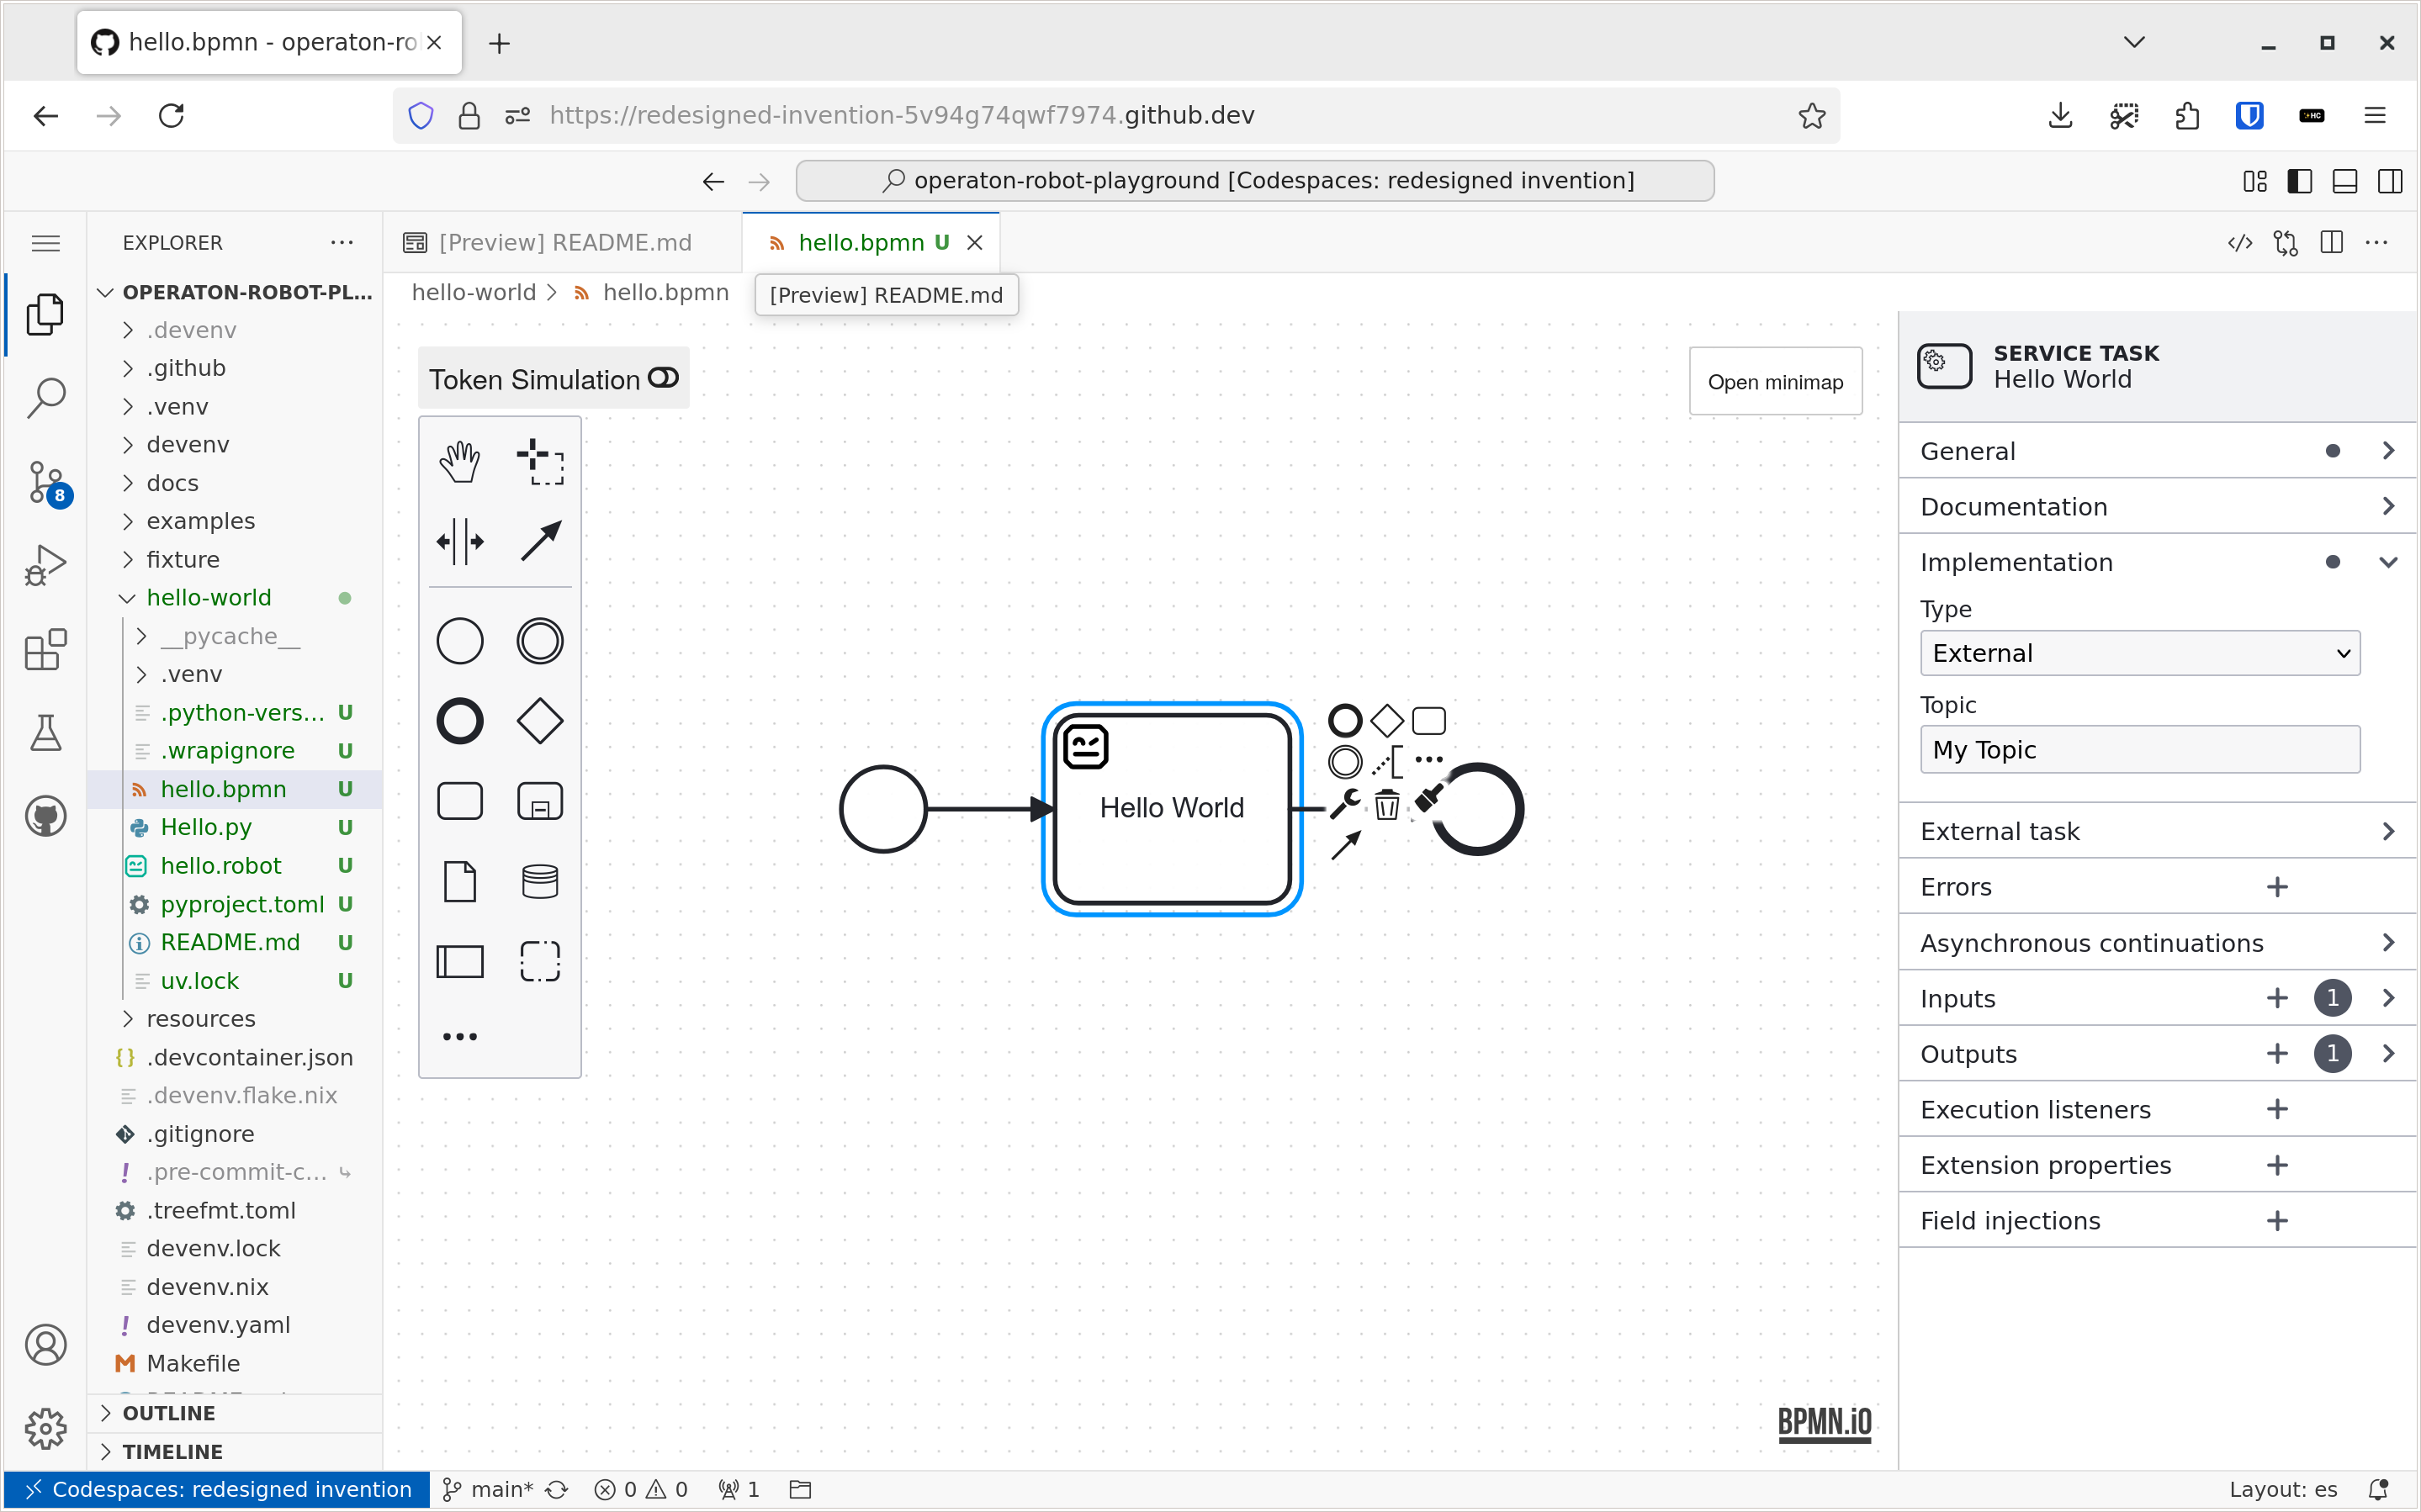 hello.bpmn - operaton-ro
https://redesigned-invention-5v94g74qwf7974.github.dev
HC
operaton-robot-playground [Codespaces: redesigned invention]
EXPLORER
[Preview] README.md
hello.bpmn U
OPERATON-ROBOT-PL...
hello-world
hello.bpmn
[Preview] README.md
.devenv
.github
.venv
devenv
docs
examples
fixture
hello-world
__pycache__
.venv
.python-vers... U
.wrapignore U
hello.bpmn U
Hello.py U
hello.robot U
pyproject.toml U
README.md U
uv.lock U
resources
.devcontainer.json
.devenv.flake.nix
.gitignore
.pre-commit-c...
.treefmt.toml
devenv.lock
devenv.nix
devenv.yaml
Makefile
OUTLINE
TIMELINE
8
Token Simulation
Open minimap
Hello World
BPMN.iO
SERVICE TASK
Hello World
General
Documentation
Implementation
Type
External
Topic
My Topic
External task
Errors
Asynchronous continuations
Inputs 1
Outputs 1
Execution listeners
Extension properties
Field injections
Codespaces: redesigned invention
main*
0
0
1
Layout: es